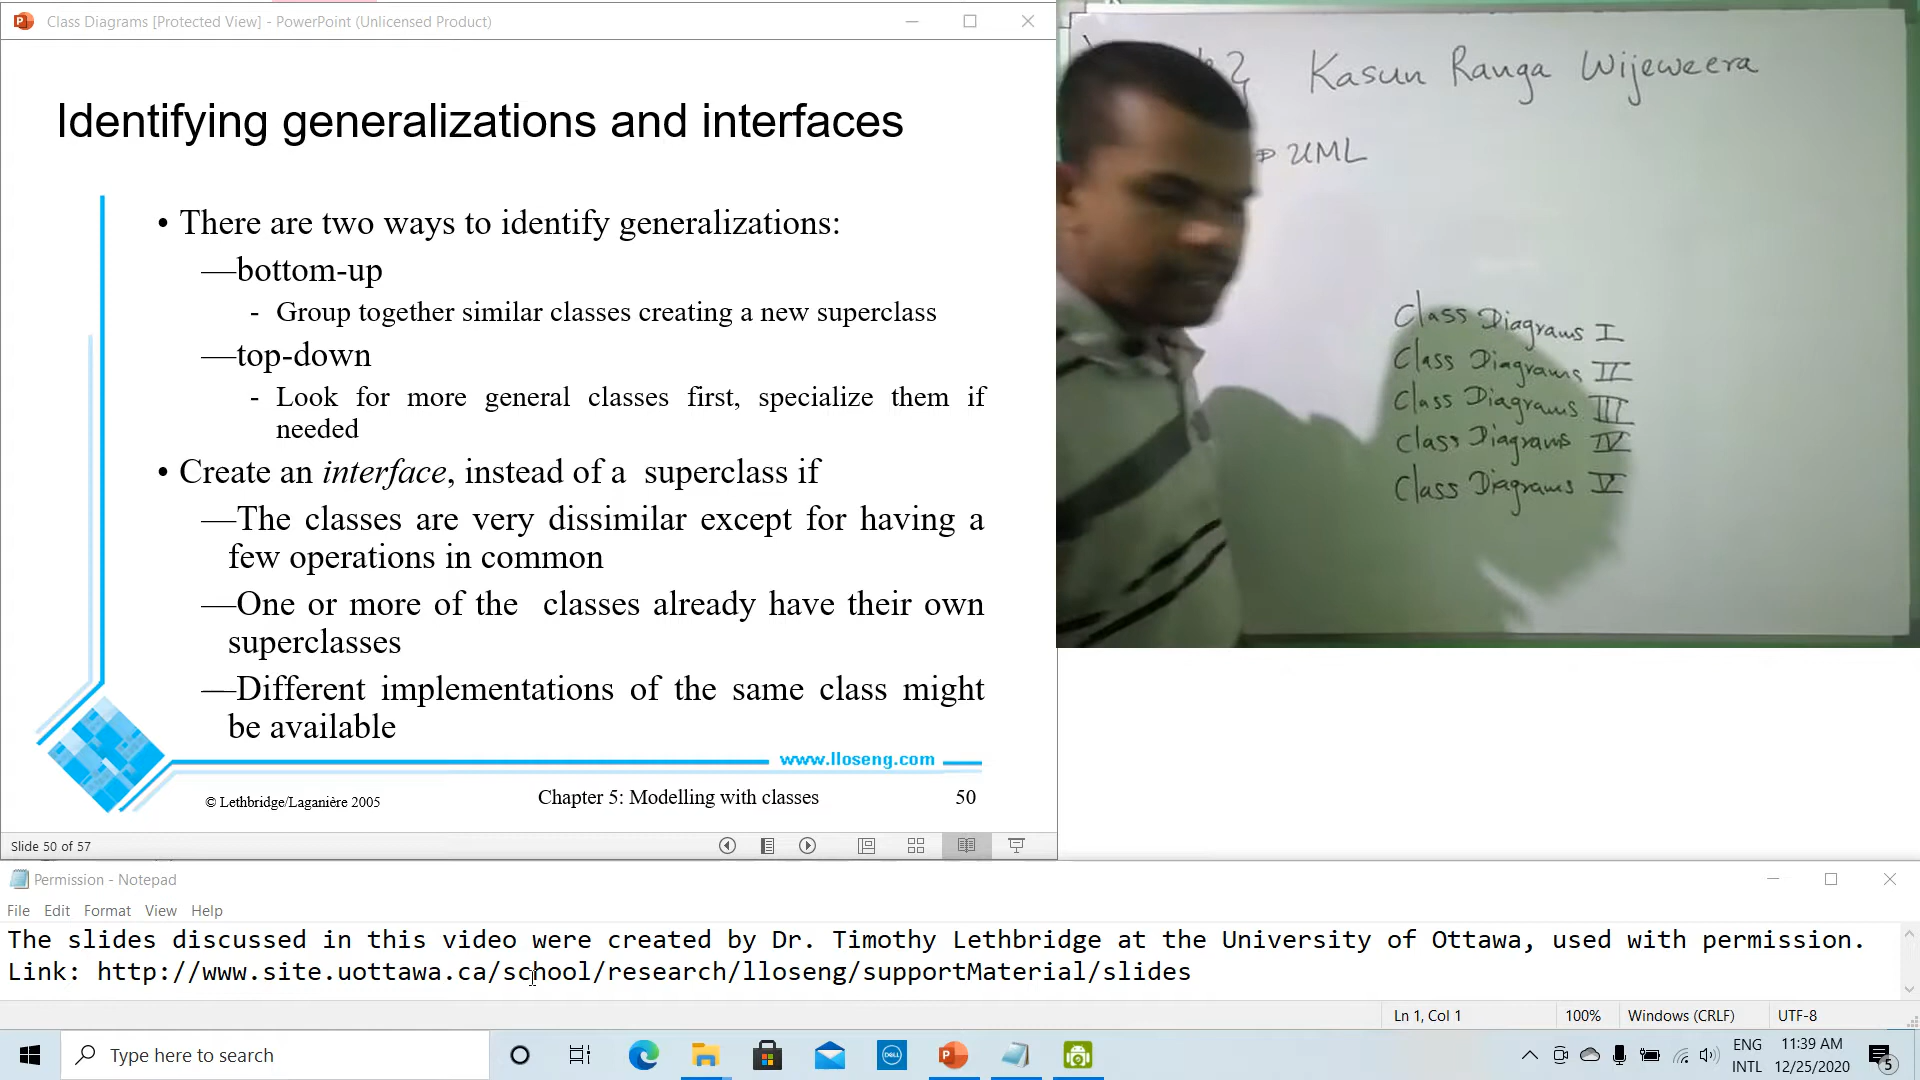 Class Diagrams [Protected View] - PowerPoint (Unlicensed Product)
Identifying generalizations and interfaces
• There are two ways to identify generalizations:
—bottom-up
- Group together similar classes creating a new superclass
—top-down
- Look for more general classes first, specialize them if
needed
• Create an interface, instead of a superclass if
—The classes are very dissimilar except for having a
few operations in common
—One or more of the classes already have their own
superclasses
—Different implementations of the same class might
be available
www.lloseng.com
© Lethbridge/Laganière 2005
Chapter 5: Modelling with classes
50
Slide 50 of 57
2 Kasun Ranga Wijeweera
UML
Class Diagrams I
Class Diagrams II
Class Diagrams III
Class Diagrams IV
Class Diagrams V
Permission - Notepad
File Edit Format View Help
The slides discussed in this video were created by Dr. Timothy Lethbridge at the University of Ottawa, used with permission.
Link: http://www.site.uottawa.ca/school/research/lloseng/supportMaterial/slides
Ln 1, Col 1 100% Windows (CRLF) UTF-8
Type here to search
DELL
ENG
INTL
11:39 AM
12/25/2020
5